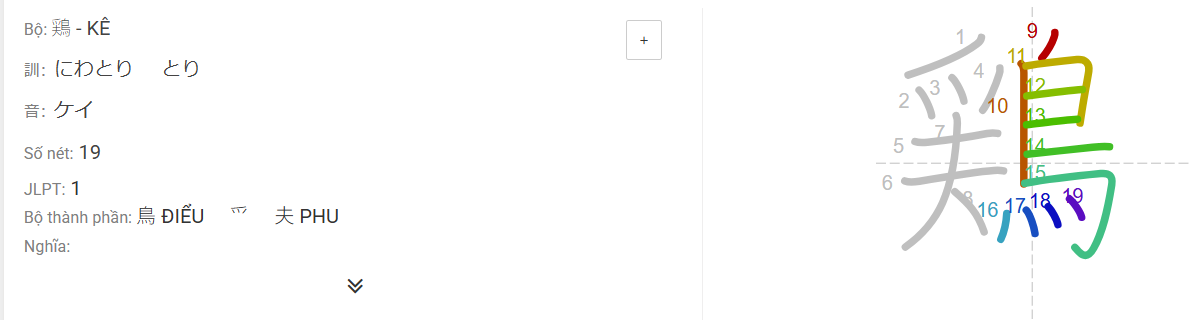 Bộ: 鶏 - KÊ
+
訓: にわとり とり
音: ケイ
Số nét: 19
JLPT: 1
Bộ thành phần: 鳥 ĐIỂU 爫 夫 PHU
Nghĩa:
鶏
1 2 3 4 5 6 7 8 9 10 11 12 13 14 15 16 17 18 19